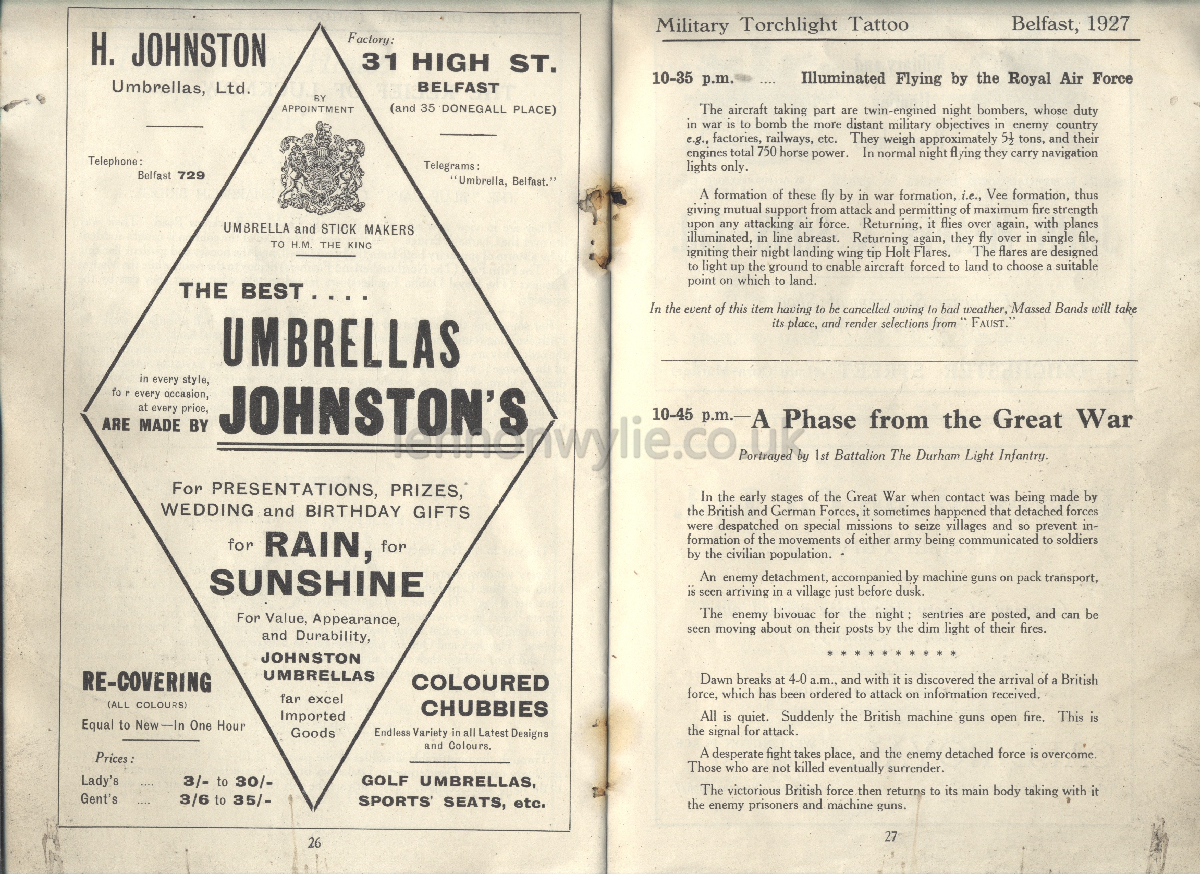 H. JOHNSTON
Umbrellas, Ltd.
Factory:
31 HIGH ST.
BELFAST
(and 35 DONEGALL PLACE)
BY
APPOINTMENT
Telephone:
Belfast 729
Telegrams:
"Umbrella, Belfast."
UMBRELLA and STICK MAKERS
TO H.M. THE KING
THE BEST . . . .
UMBRELLAS
in every style,
for every occasion,
at every price,
ARE MADE BY
JOHNSTON'S
For PRESENTATIONS, PRIZES,
WEDDING and BIRTHDAY GIFTS
for RAIN, for
SUNSHINE
For Value, Appearance,
and Durability,
JOHNSTON
UMBRELLAS
far excel
Imported
Goods
RE-COVERING
(ALL COLOURS)
Equal to New—In One Hour
Prices:
Lady's .... 3/- to 30/-
Gent's .... 3/6 to 35/-
COLOURED
CHUBBIES
Endless Variety in all Latest Designs
and Colours.
GOLF UMBRELLAS,
SPORTS' SEATS, etc.
26
Military Torchlight Tattoo Belfast, 1927
10-35 p.m. .... Illuminated Flying by the Royal Air Force
The aircraft taking part are twin-engined night bombers, whose duty
in war is to bomb the more distant military objectives in enemy country
e.g., factories, railways, etc. They weigh approximately 5½ tons, and their
engines total 750 horse power. In normal night flying they carry navigation
lights only.
A formation of these fly by in war formation, i.e., Vee formation, thus
giving mutual support from attack and permitting of maximum fire strength
upon any attacking air force. Returning, it flies over again, with planes
illuminated, in line abreast. Returning again, they fly over in single file,
igniting their night landing wing tip Holt Flares. The flares are designed
to light up the ground to enable aircraft forced to land to choose a suitable
point on which to land.
In the event of this item having to be cancelled owing to bad weather, Massed Bands will take
its place, and render selections from "FAUST."
10-45 p.m.—A Phase from the Great War
lennonwylie.co.uk
Portrayed by 1st Battalion The Durham Light Infantry.
In the early stages of the Great War when contact was being made by
the British and German Forces, it sometimes happened that detached forces
were despatched on special missions to seize villages and so prevent in-
formation of the movements of either army being communicated to soldiers
by the civilian population.
An enemy detachment, accompanied by machine guns on pack transport,
is seen arriving in a village just before dusk.
The enemy bivouac for the night; sentries are posted, and can be
seen moving about on their posts by the dim light of their fires.
* * * * * * * * * *
Dawn breaks at 4-0 a.m., and with it is discovered the arrival of a British
force, which has been ordered to attack on information received.
All is quiet. Suddenly the British machine guns open fire. This is
the signal for attack.
A desperate fight takes place, and the enemy detached force is overcome.
Those who are not killed eventually surrender.
The victorious British force then returns to its main body taking with it
the enemy prisoners and machine guns.
27